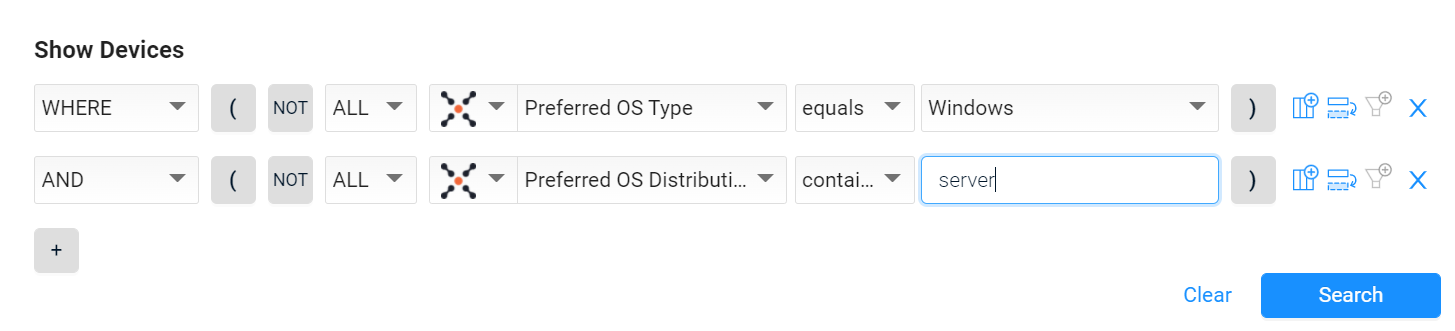 Show Devices
WHERE ( NOT ALL Preferred OS Type equals Windows )
AND ( NOT ALL Preferred OS Distributi... contai... server )
+
Clear Search